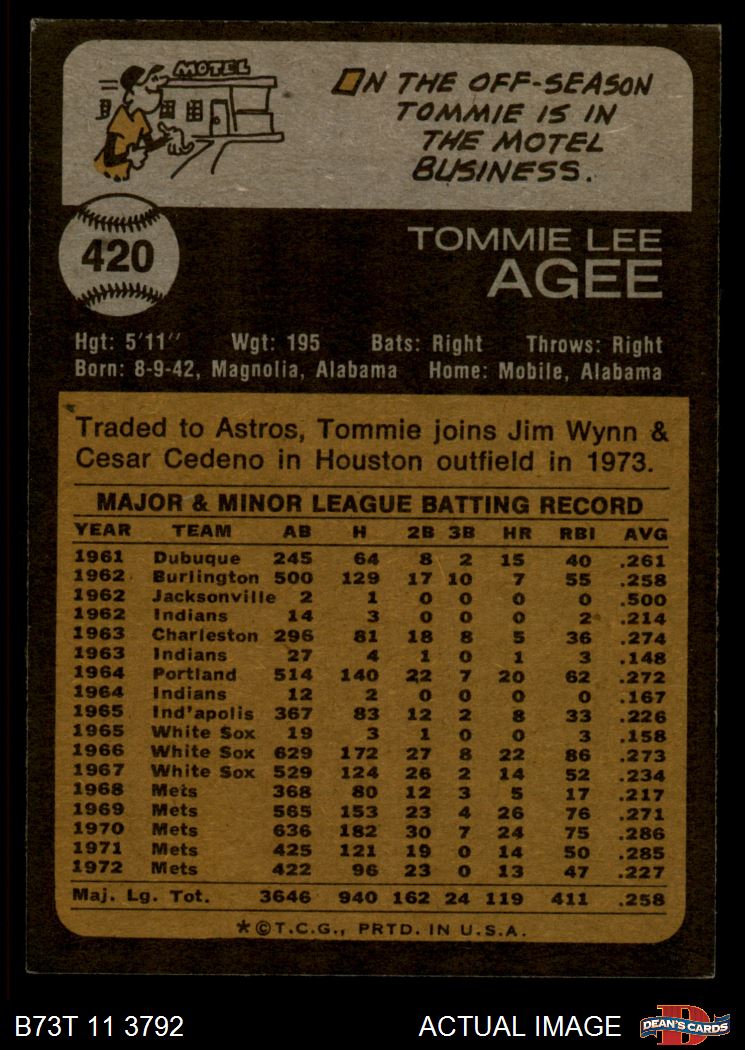 MOTEL
ON THE OFF-SEASON
TOMMIE IS IN
THE MOTEL
BUSINESS.
420
TOMMIE LEE
AGEE
Hgt: 5'11" Wgt: 195 Bats: Right Throws: Right
Born: 8-9-42, Magnolia, Alabama Home: Mobile, Alabama
Traded to Astros, Tommie joins Jim Wynn &
Cesar Cedeno in Houston outfield in 1973.
MAJOR & MINOR LEAGUE BATTING RECORD
YEAR TEAM AB H 2B 3B HR RBI AVG
1961 Dubuque 245 64 8 2 15 40 .261
1962 Burlington 500 129 17 10 7 55 .258
1962 Jacksonville 2 1 0 0 0 0 .500
1962 Indians 14 3 0 0 0 2 .214
1963 Charleston 296 81 18 8 5 36 .274
1963 Indians 27 4 1 0 1 3 .148
1964 Portland 514 140 22 7 20 62 .272
1964 Indians 12 2 0 0 0 0 .167
1965 Ind'apolis 367 83 12 2 8 33 .226
1965 White Sox 19 3 1 0 0 3 .158
1966 White Sox 629 172 27 8 22 86 .273
1967 White Sox 529 124 26 2 14 52 .234
1968 Mets 368 80 12 3 5 17 .217
1969 Mets 565 153 23 4 26 76 .271
1970 Mets 636 182 30 7 24 75 .286
1971 Mets 425 121 19 0 14 50 .285
1972 Mets 422 96 23 0 13 47 .227
Maj. Lg. Tot. 3646 940 162 24 119 411 .258
*©T.C.G., PRTD. IN U.S.A.
B73T 11 3792 ACTUAL IMAGE DEAN'S CARDS